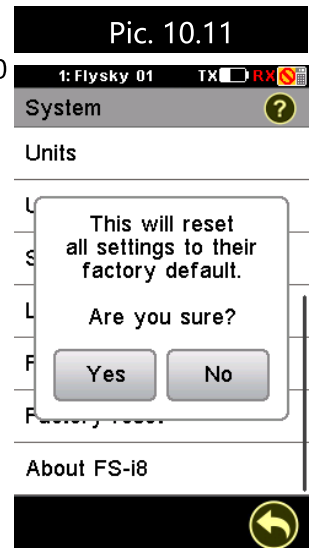 Pic. 10.11
0
1: Flysky 01 TX RX
System ?
Units
This will reset
all settings to their
factory default.
Are you sure?
Yes No
About FS-i8